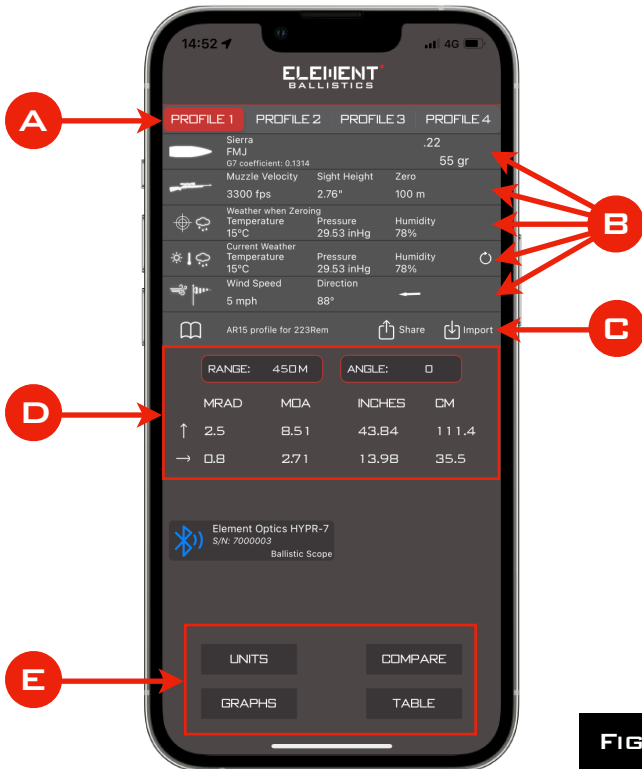 14:52 4G
ELEMENT
BALLISTICS
A
PROFILE 1 PROFILE 2 PROFILE 3 PROFILE 4
Sierra .22
FMJ 55 gr
G7 coefficient: 0.1314
Muzzle Velocity Sight Height Zero
3300 fps 2.76" 100 m
B
Weather when Zeroing
Temperature Pressure Humidity
15°C 29.53 inHg 78%
Current Weather
Temperature Pressure Humidity
15°C 29.53 inHg 78%
Wind Speed Direction
5 mph 88°
AR15 profile for 223Rem Share Import
C
RANGE: 450M ANGLE: 0
D
MRAD MOA INCHES CM
↑ 2.5 8.51 43.84 111.4
→ 0.8 2.71 13.98 35.5
Element Optics HYPR-7
S/N: 7000003
Ballistic Scope
UNITS COMPARE
E
GRAPHS TABLE
FIG